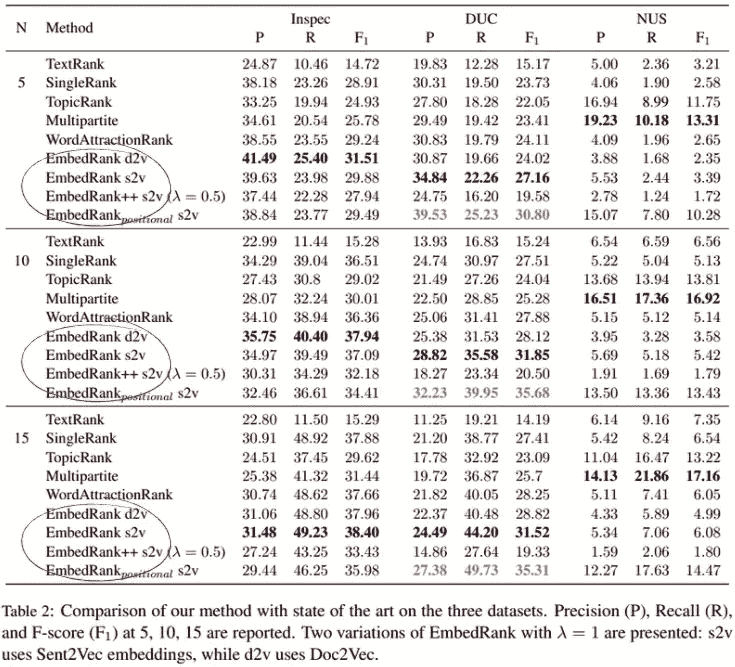 N Method Inspec DUC NUS
P R F1 P R F1 P R F1
TextRank 24.87 10.46 14.72 19.83 12.28 15.17 5.00 2.36 3.21
5 SingleRank 38.18 23.26 28.91 30.31 19.50 23.73 4.06 1.90 2.58
TopicRank 33.25 19.94 24.93 27.80 18.28 22.05 16.94 8.99 11.75
Multipartite 34.61 20.54 25.78 29.49 19.42 23.41 19.23 10.18 13.31
WordAttractionRank 38.55 23.55 29.24 30.83 19.79 24.11 4.09 1.96 2.65
EmbedRank d2v 41.49 25.40 31.51 30.87 19.66 24.02 3.88 1.68 2.35
EmbedRank s2v 39.63 23.98 29.88 34.84 22.26 27.16 5.53 2.44 3.39
EmbedRank++ s2v (λ = 0.5) 37.44 22.28 27.94 24.75 16.20 19.58 2.78 1.24 1.72
EmbedRankpositional s2v 38.84 23.77 29.49 39.53 25.23 30.80 15.07 7.80 10.28
TextRank 22.99 11.44 15.28 13.93 16.83 15.24 6.54 6.59 6.56
10 SingleRank 34.29 39.04 36.51 24.74 30.97 27.51 5.22 5.04 5.13
TopicRank 27.43 30.8 29.02 21.49 27.26 24.04 13.68 13.94 13.81
Multipartite 28.07 32.24 30.01 22.50 28.85 25.28 16.51 17.36 16.92
WordAttractionRank 34.10 38.94 36.36 25.06 31.41 27.88 5.15 5.12 5.14
EmbedRank d2v 35.75 40.40 37.94 25.38 31.53 28.12 3.95 3.28 3.58
EmbedRank s2v 34.97 39.49 37.09 28.82 35.58 31.85 5.69 5.18 5.42
EmbedRank++ s2v (λ = 0.5) 30.31 34.29 32.18 18.27 23.34 20.50 1.91 1.69 1.79
EmbedRankpositional s2v 32.46 36.61 34.41 32.23 39.95 35.68 13.50 13.36 13.43
TextRank 22.80 11.50 15.29 11.25 19.21 14.19 6.14 9.16 7.35
15 SingleRank 30.91 48.92 37.88 21.20 38.77 27.41 5.42 8.24 6.54
TopicRank 24.51 37.45 29.62 17.78 32.92 23.09 11.04 16.47 13.22
Multipartite 25.38 41.32 31.44 19.72 36.87 25.7 14.13 21.86 17.16
WordAttractionRank 30.74 48.62 37.66 21.82 40.05 28.25 5.11 7.41 6.05
EmbedRank d2v 31.06 48.80 37.96 22.37 40.48 28.82 4.33 5.89 4.99
EmbedRank s2v 31.48 49.23 38.40 24.49 44.20 31.52 5.34 7.06 6.08
EmbedRank++ s2v (λ = 0.5) 27.24 43.25 33.43 14.86 27.64 19.33 1.59 2.06 1.80
EmbedRankpositional s2v 29.44 46.25 35.98 27.38 49.73 35.31 12.27 17.63 14.47
Table 2: Comparison of our method with state of the art on the three datasets. Precision (P), Recall (R),
and F-score (F1) at 5, 10, 15 are reported. Two variations of EmbedRank with λ = 1 are presented: s2v
uses Sent2Vec embeddings, while d2v uses Doc2Vec.